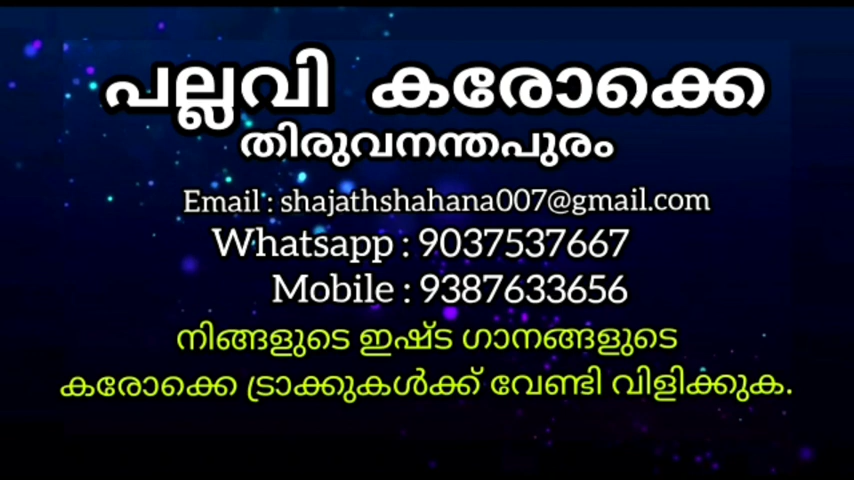 പല്ലവി കരോക്കെ
തിരുവനന്തപുരം
Email : shajathshahana007@gmail.com
Whatsapp : 9037537667
Mobile : 9387633656
നിങ്ങളുടെ ഇഷ്ട ഗാനങ്ങളുടെ
കരോക്കെ ട്രാക്കുകൾക്ക് വേണ്ടി വിളിക്കുക.